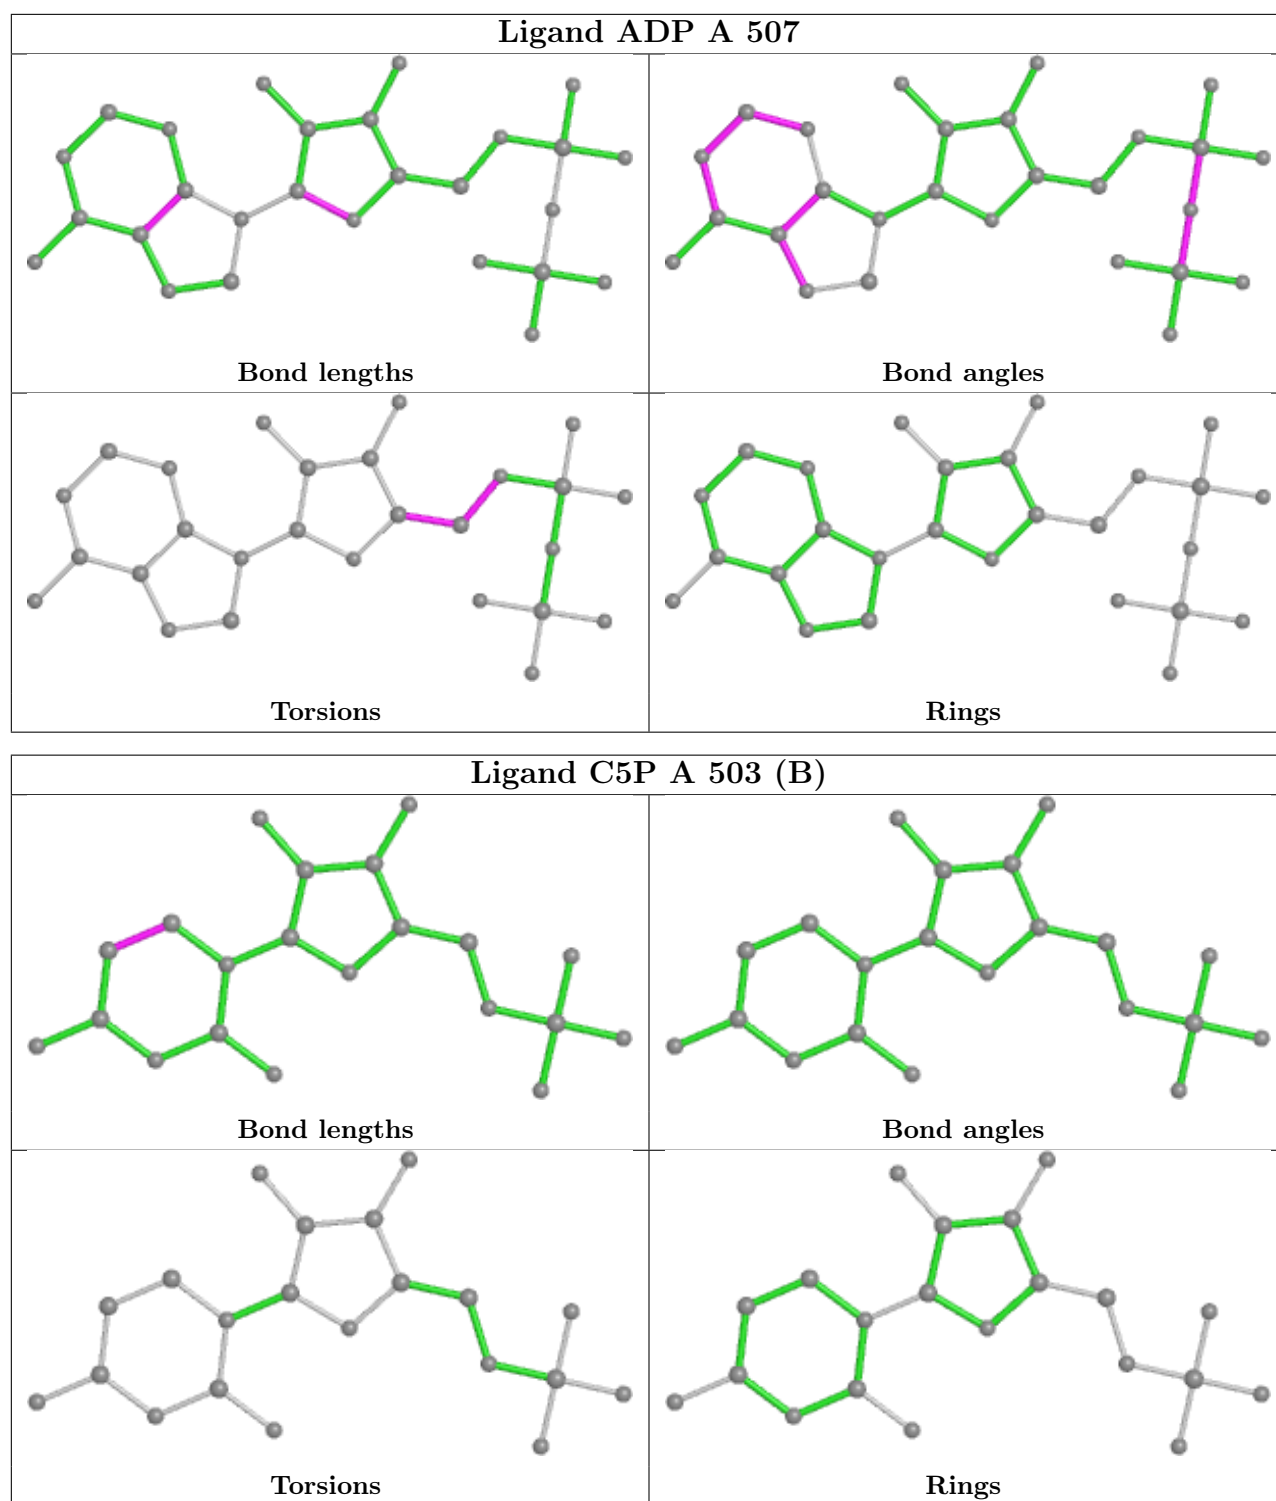 Ligand ADP A 507
Bond lengths
Bond angles
Torsions
Rings
Ligand C5P A 503 (B)
Bond lengths
Bond angles
Torsions
Rings